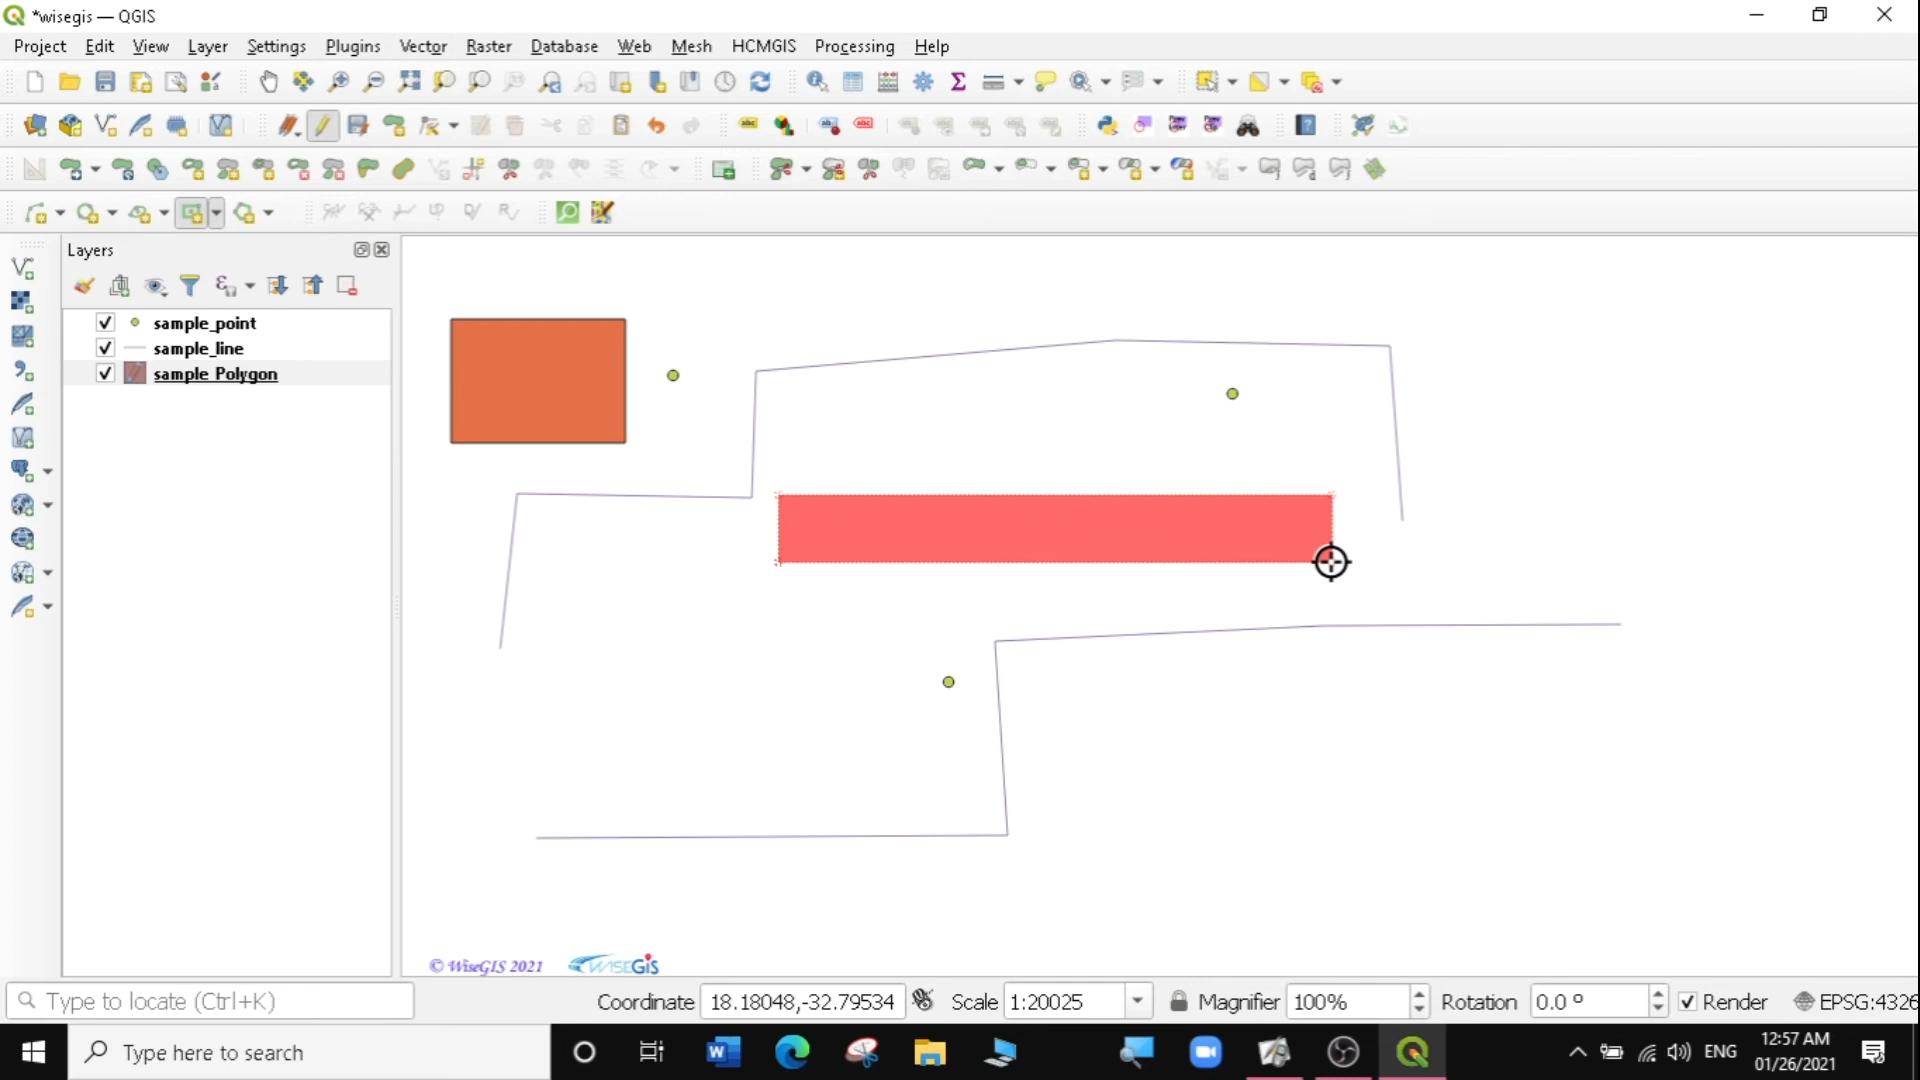 *wisegis — QGIS
Project Edit View Layer Settings Plugins Vector Raster Database Web Mesh HCMGIS Processing Help
Layers
sample_point
sample_line
sample Polygon
© WiseGIS 2021 WISEGIS
Type to locate (Ctrl+K) Coordinate 18.18048,-32.79534 Scale 1:20025 Magnifier 100% Rotation 0.0 ° Render EPSG:4326
Type here to search ENG 12:57 AM
01/26/2021